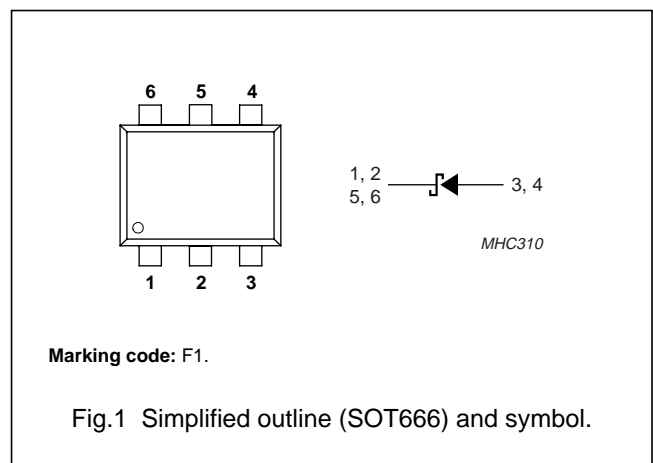 6 5 4
1, 2
5, 6
3, 4
MHC310
1 2 3
Marking code: F1.
Fig.1 Simplified outline (SOT666) and symbol.